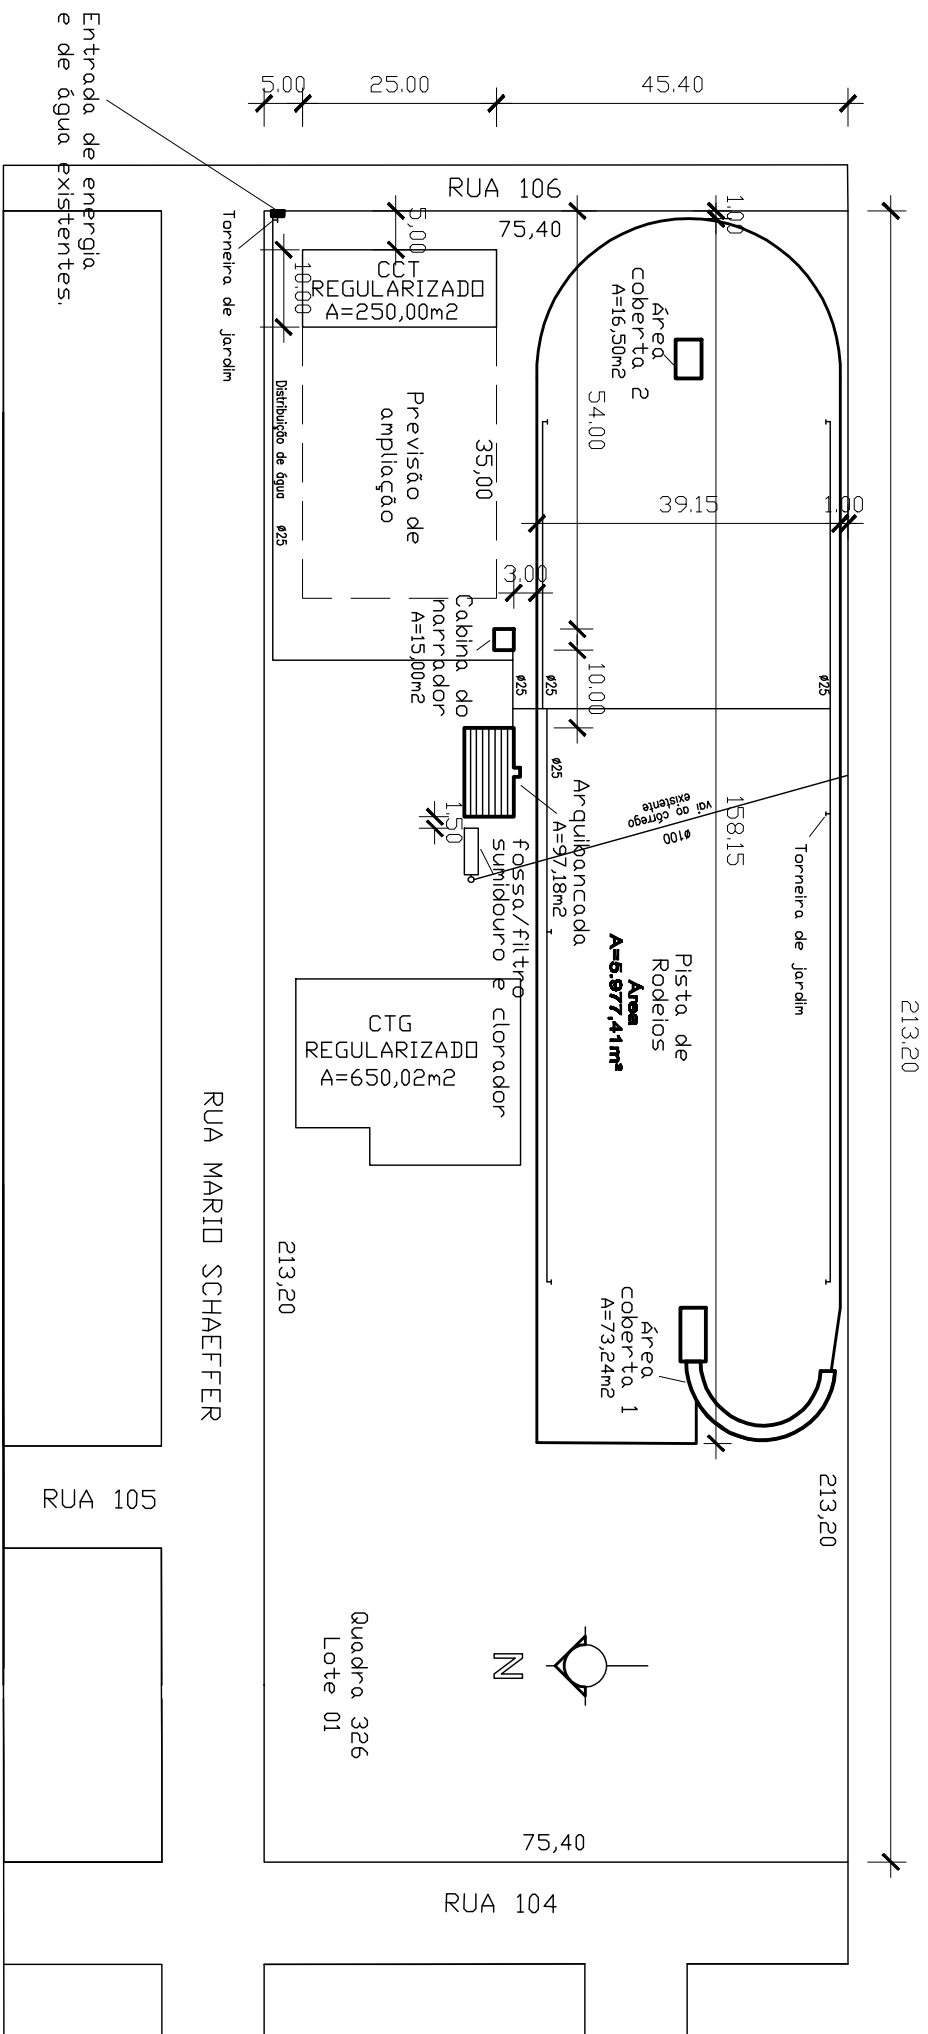 Entrada de energia
e de água existentes.
5.00
25.00
45.40
RUA 106
75,40
1.00
5,00
Torneira de jardim
10.00
CCT
REGULARIZADO
A=250,00m2
Área
coberta 2
A=16,50m2
54.00
Previsão de
ampliação
35,00
Distribuição de água ø25
39.15
1.00
3.00
Cabina do
narrador
A=15,00m2
10.00
ø25
ø25
ø25
ø25
Arquibancada
A=97,18m2
1.50
vai ao córrego
existente
ø100
158.15
Torneira de jardim
fossa/filtro
sumidouro e clorador
Pista de
Rodeios
Área
A=5.977,41m²
213.20
CTG
REGULARIZADO
A=650,02m2
RUA MARIO SCHAEFFER
213,20
Área
coberta 1
A=73,24m2
213,20
RUA 105
Quadra 326
Lote 01
N
75,40
RUA 104